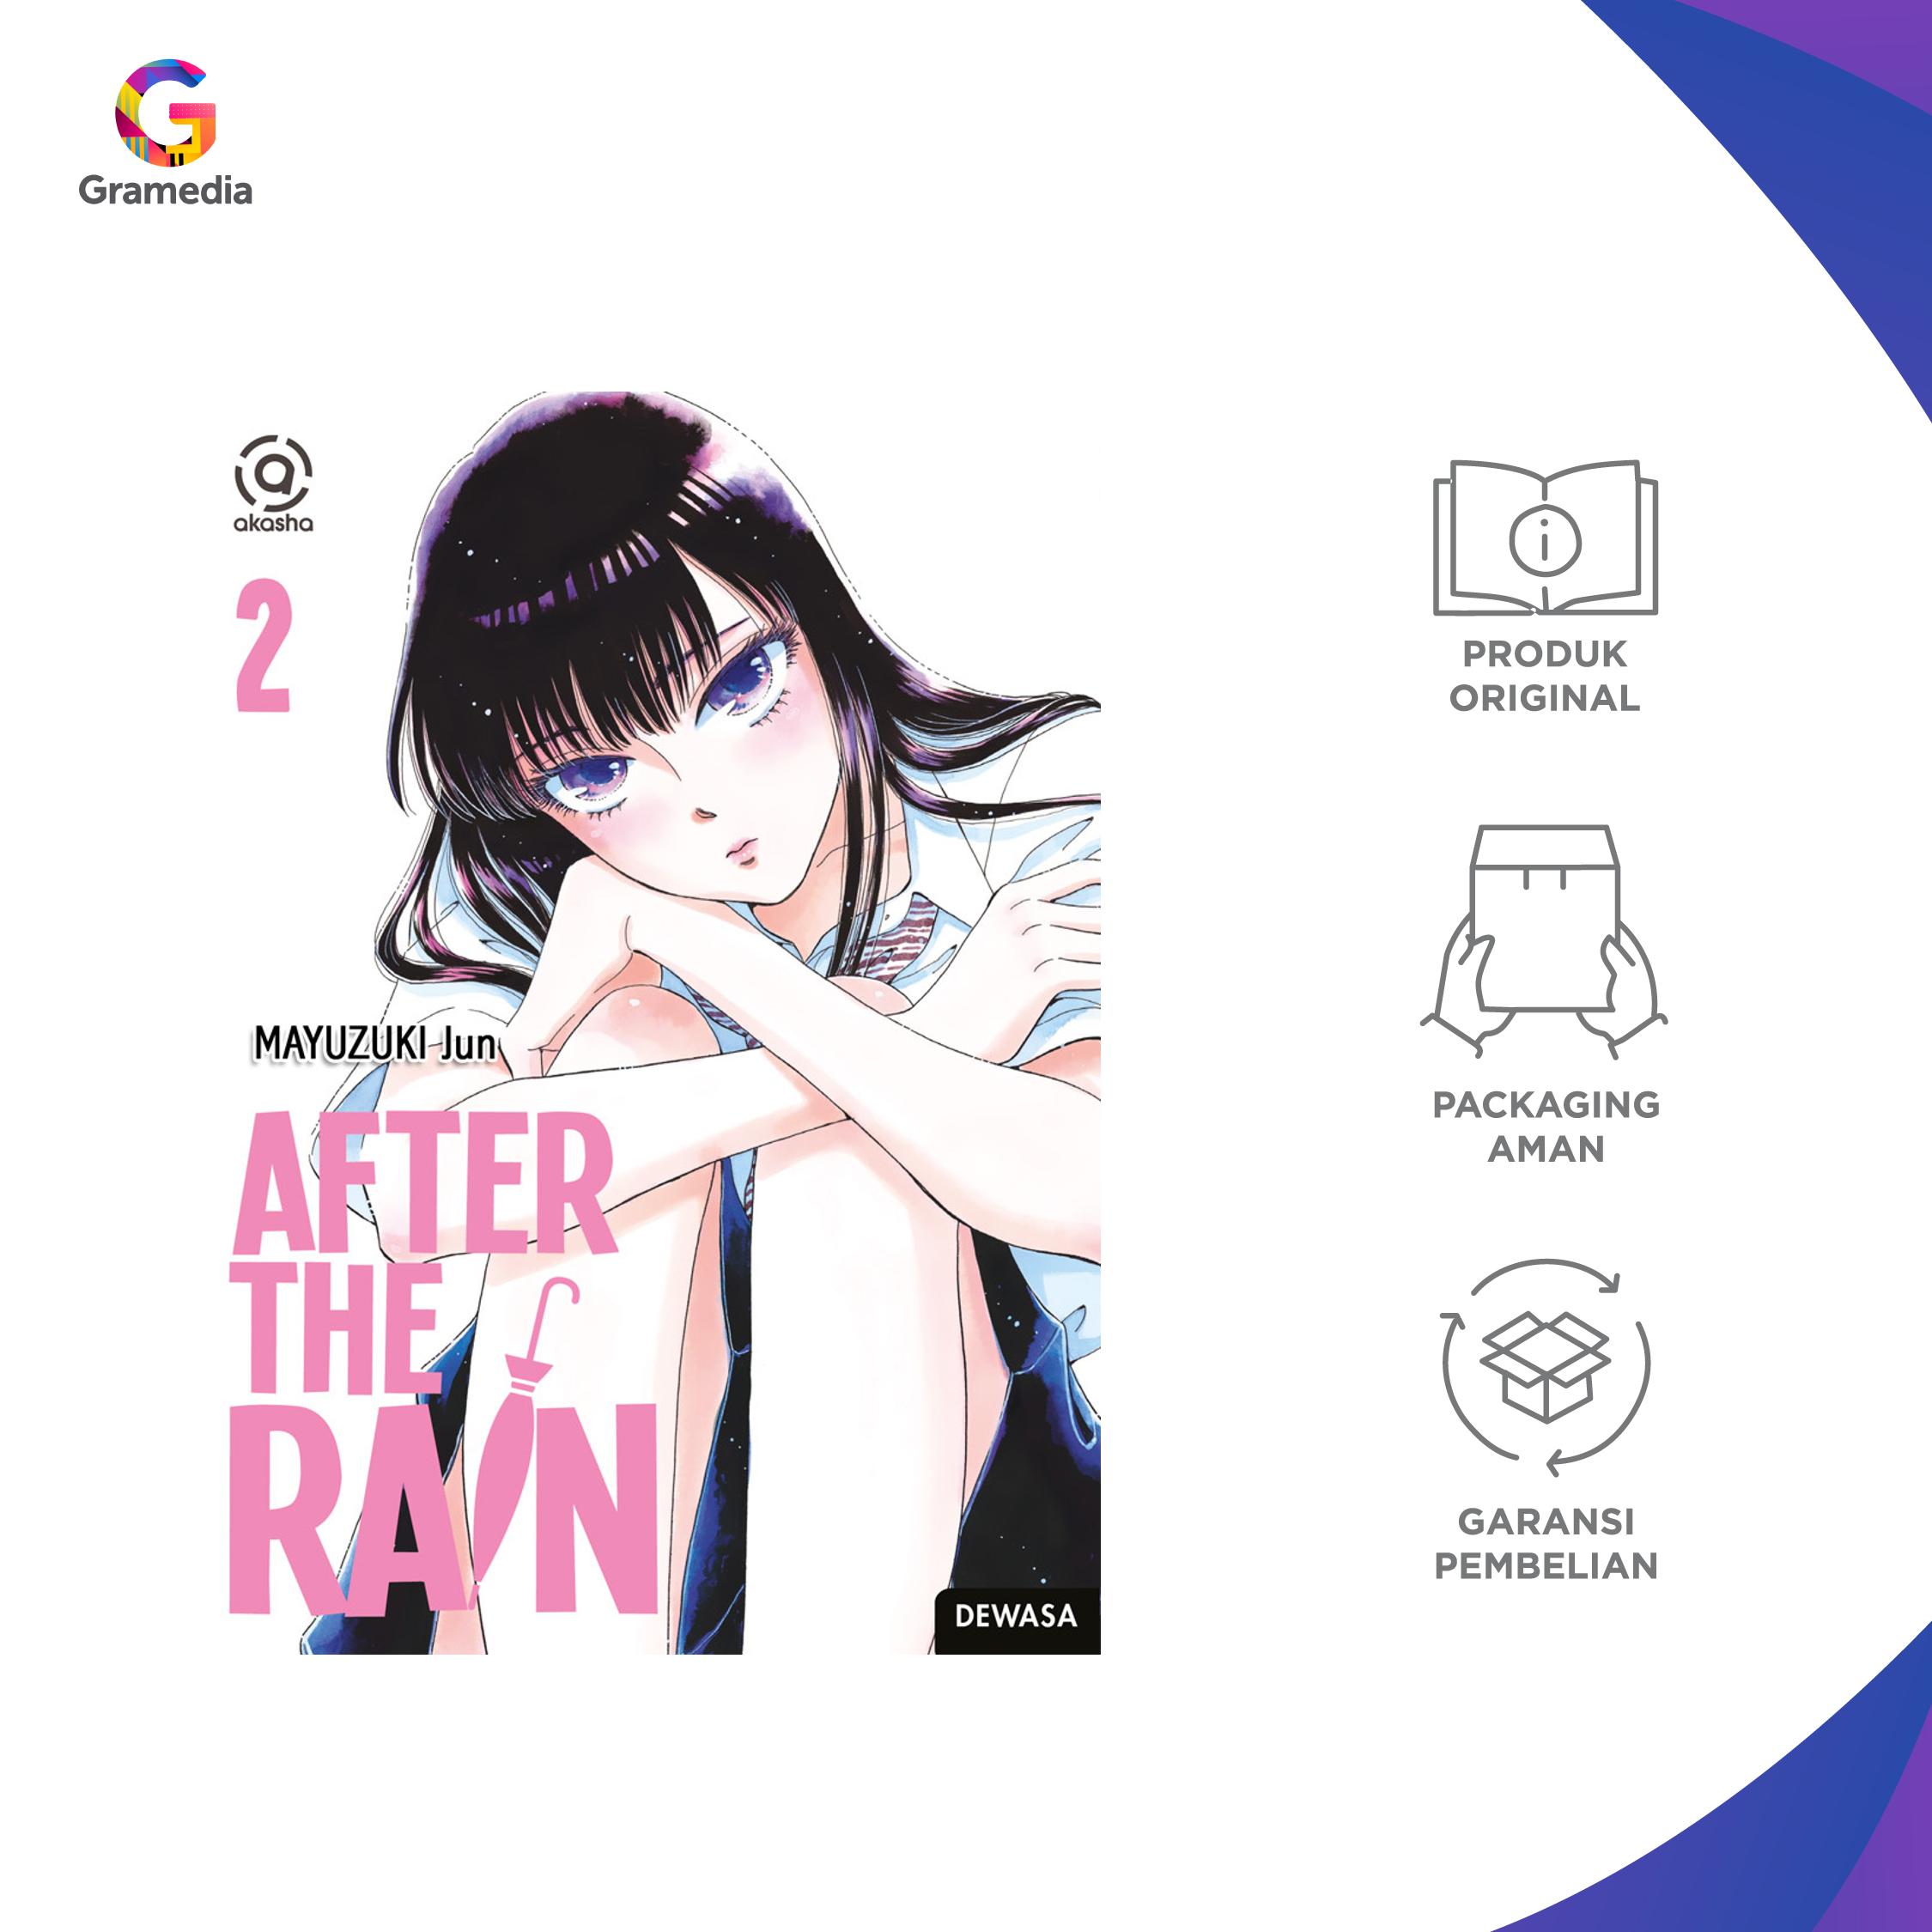 Gramedia
akasha
2
MAYUZUKI Jun
AFTER
THE
RAIN
DEWASA
PRODUK
ORIGINAL
PACKAGING
AMAN
GARANSI
PEMBELIAN